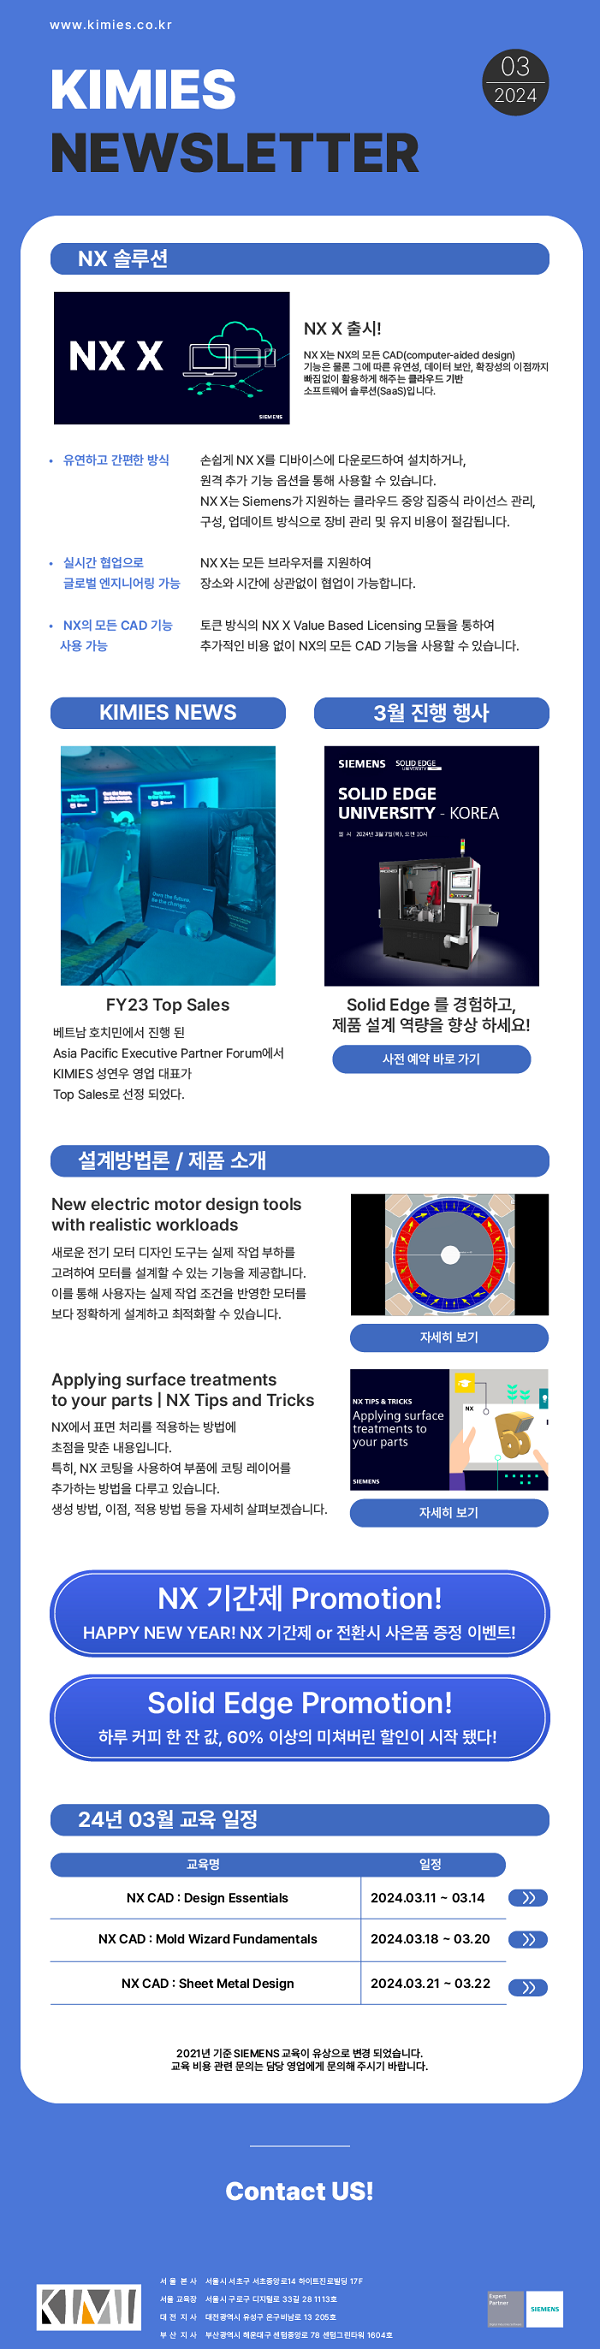 www.kimies.co.kr
KIMIES
NEWSLETTER
03
2024
NX 솔루션
NX X
SIEMENS
NX X 출시!
NX X는 NX의 모든 CAD(computer-aided design)
기능은 물론 그에 따른 유연성, 데이터 보안, 확장성의 이점까지
빠짐없이 활용하게 해주는 클라우드 기반
소프트웨어 솔루션(SaaS)입니다.
• 유연하고 간편한 방식
손쉽게 NX X를 디바이스에 다운로드하여 설치하거나,
원격 추가 기능 옵션을 통해 사용할 수 있습니다.
NX X는 Siemens가 지원하는 클라우드 중앙 집중식 라이선스 관리,
구성, 업데이트 방식으로 장비 관리 및 유지 비용이 절감됩니다.
• 실시간 협업으로
글로벌 엔지니어링 가능
NX X는 모든 브라우저를 지원하여
장소와 시간에 상관없이 협업이 가능합니다.
• NX의 모든 CAD 기능
사용 가능
토큰 방식의 NX X Value Based Licensing 모듈을 통하여
추가적인 비용 없이 NX의 모든 CAD 기능을 사용할 수 있습니다.
KIMIES NEWS
Own the future.
Be the change.
FY23 Top Sales
베트남 호치민에서 진행 된
Asia Pacific Executive Partner Forum에서
KIMIES 성연우 영업 대표가
Top Sales로 선정 되었다.
3월 진행 행사
SIEMENS SOLID EDGE
UNIVERSITY
SOLID EDGE
UNIVERSITY - KOREA
일 시 2024년 3월 7일(목), 오전 10시
Solid Edge 를 경험하고,
제품 설계 역량을 향상 하세요!
사전 예약 바로 가기
설계방법론 / 제품 소개
New electric motor design tools
with realistic workloads
새로운 전기 모터 디자인 도구는 실제 작업 부하를
고려하여 모터를 설계할 수 있는 기능을 제공합니다.
이를 통해 사용자는 실제 작업 조건을 반영한 모터를
보다 정확하게 설계하고 최적화할 수 있습니다.
자세히 보기
Applying surface treatments
to your parts | NX Tips and Tricks
NX에서 표면 처리를 적용하는 방법에
초점을 맞춘 내용입니다.
특히, NX 코팅을 사용하여 부품에 코팅 레이어를
추가하는 방법을 다루고 있습니다.
생성 방법, 이점, 적용 방법 등을 자세히 살펴보겠습니다.
NX TIPS & TRICKS
Applying surface
treatments to
your parts
SIEMENS
NX
자세히 보기
NX 기간제 Promotion!
HAPPY NEW YEAR! NX 기간제 or 전환시 사은품 증정 이벤트!
Solid Edge Promotion!
하루 커피 한 잔 값, 60% 이상의 미쳐버린 할인이 시작 됐다!
24년 03월 교육 일정
교육명 일정
NX CAD : Design Essentials 2024.03.11 ~ 03.14
NX CAD : Mold Wizard Fundamentals 2024.03.18 ~ 03.20
NX CAD : Sheet Metal Design 2024.03.21 ~ 03.22
2021년 기준 SIEMENS 교육이 유상으로 변경 되었습니다.
교육 비용 관련 문의는 담당 영업에게 문의해 주시기 바랍니다.
Contact US!
KIMI
서 울 본 사 서울시 서초구 서초중앙로14 하이트진로빌딩 17F
서울 교육장 서울시 구로구 디지털로 33길 28 1113호
대 전 지 사 대전광역시 유성구 은구비남로 13 205호
부 산 지 사 부산광역시 해운대구 센텀중앙로 78 센텀그린타워 1604호
Expert
Partner
SIEMENS